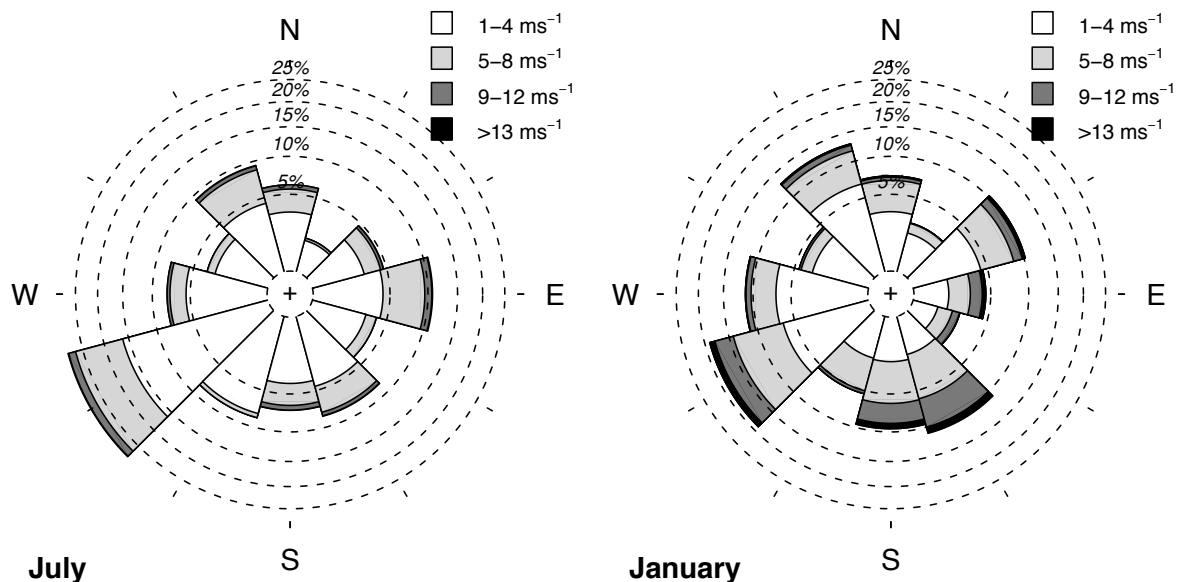 N
1–4 ms⁻¹
5–8 ms⁻¹
9–12 ms⁻¹
>13 ms⁻¹
25%
20%
15%
10%
5%
W
+
E
S
July
N
1–4 ms⁻¹
5–8 ms⁻¹
9–12 ms⁻¹
>13 ms⁻¹
25%
20%
15%
10%
5%
W
+
E
S
January